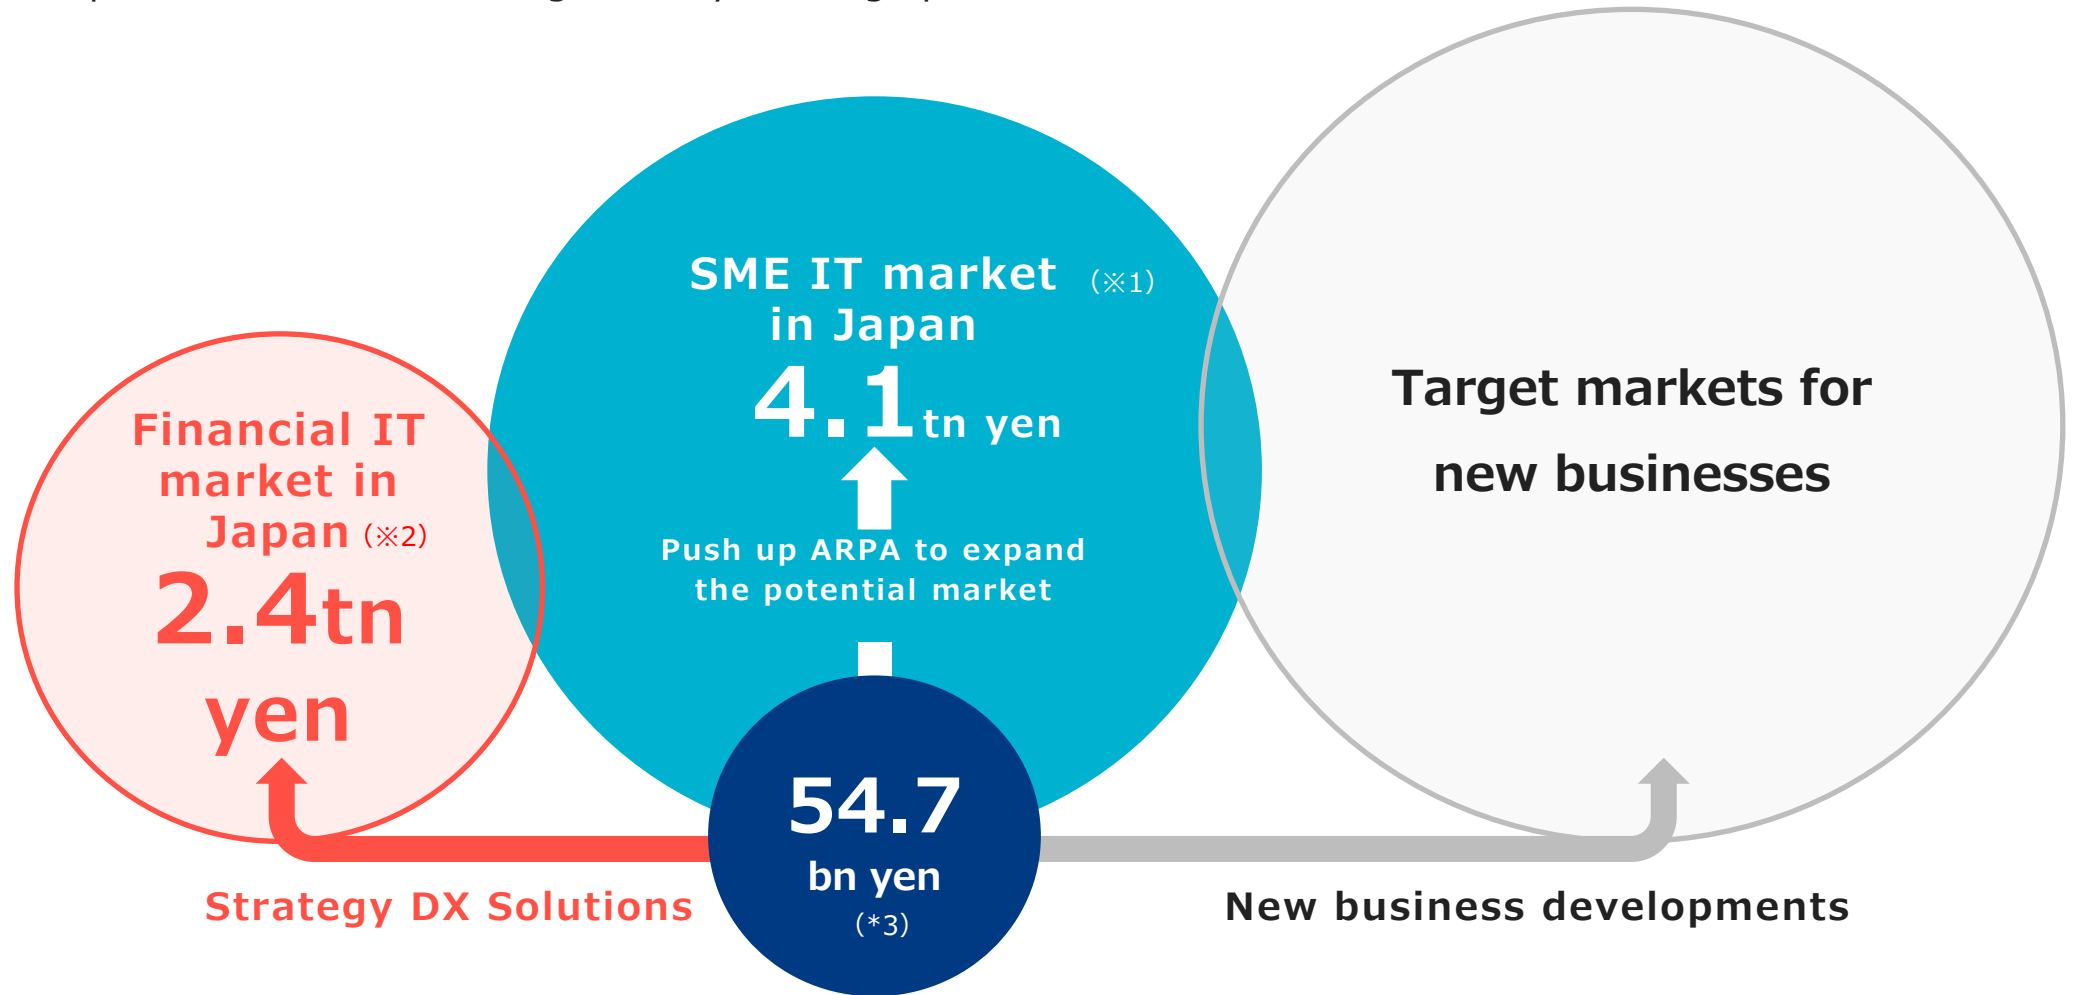 SME IT market （※1）
in Japan
4.1 tn yen
Push up ARPA to expand
the potential market
Financial IT
market in
Japan （※2）
2.4tn
yen
Target markets for
new businesses
54.7
bn yen
（*3）
Strategy DX Solutions
New business developments